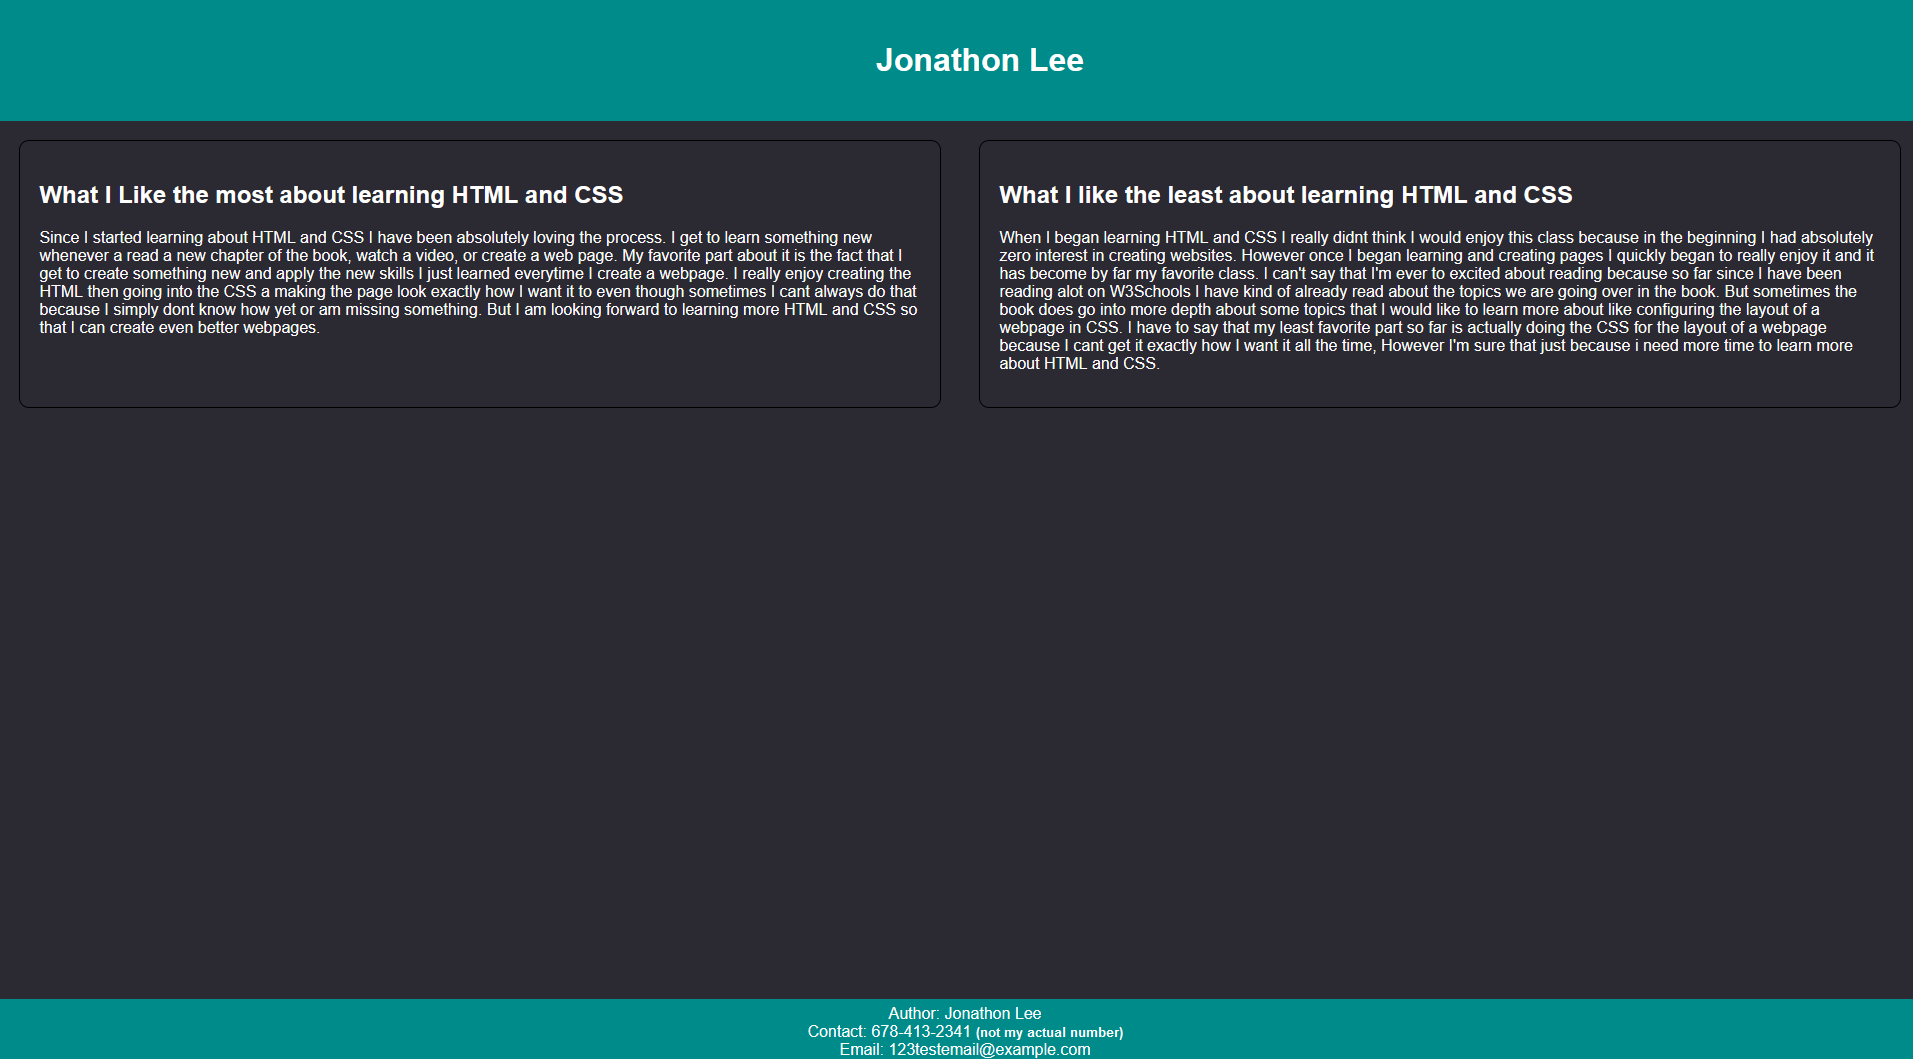 Jonathon Lee
What I Like the most about learning HTML and CSS
Since I started learning about HTML and CSS I have been absolutely loving the process. I get to learn something new
whenever a read a new chapter of the book, watch a video, or create a web page. My favorite part about it is the fact that I
get to create something new and apply the new skills I just learned everytime I create a webpage. I really enjoy creating the
HTML then going into the CSS a making the page look exactly how I want it to even though sometimes I cant always do that
because I simply dont know how yet or am missing something. But I am looking forward to learning more HTML and CSS so
that I can create even better webpages.
What I like the least about learning HTML and CSS
When I began learning HTML and CSS I really didnt think I would enjoy this class because in the beginning I had absolutely
zero interest in creating websites. However once I began learning and creating pages I quickly began to really enjoy it and it
has become by far my favorite class. I can't say that I'm ever to excited about reading because so far since I have been
reading alot on W3Schools I have kind of already read about the topics we are going over in the book. But sometimes the
book does go into more depth about some topics that I would like to learn more about like configuring the layout of a
webpage in CSS. I have to say that my least favorite part so far is actually doing the CSS for the layout of a webpage
because I cant get it exactly how I want it all the time, However I'm sure that just because i need more time to learn more
about HTML and CSS.
Author: Jonathon Lee
Contact: 678-413-2341 (not my actual number)
Email: 123testemail@example.com